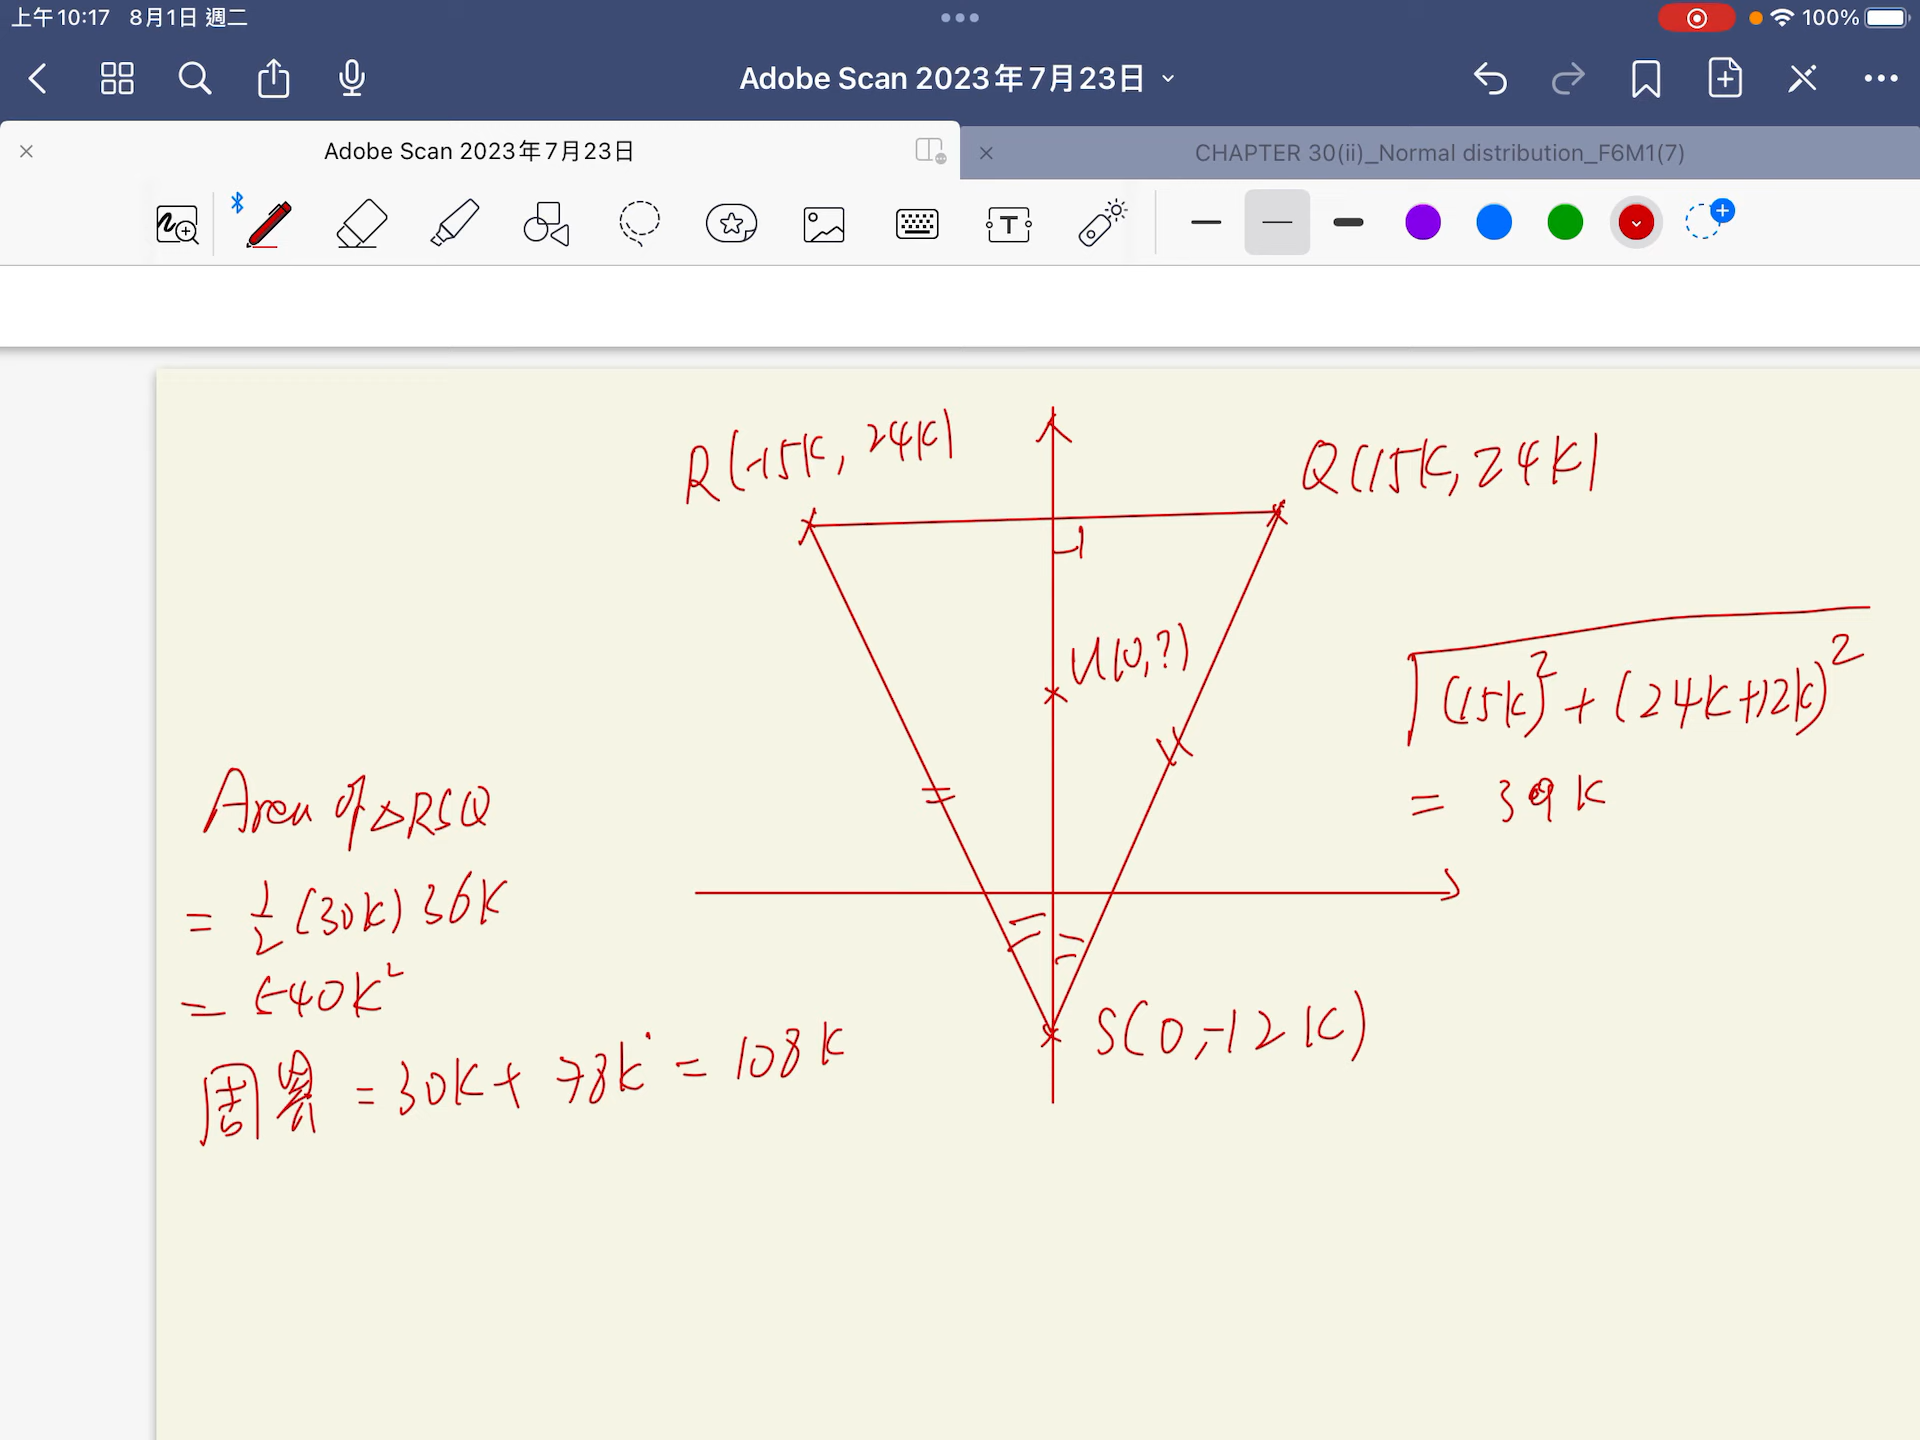 上午10:17 8月1日 週二
100%
Adobe Scan 2023年7月23日
Adobe Scan 2023年7月23日
CHAPTER 30(ii)_Normal distribution_F6M1(7)
R(-15K, 24K)
Q(15K, 24K)
U(0,?)
√((15K)² + (24K+12K)²)
= 39K
Area of △RSQ
= ½(30K)36K
= 540K²
S(0,-12K)
周界 = 30K + 78K = 108K